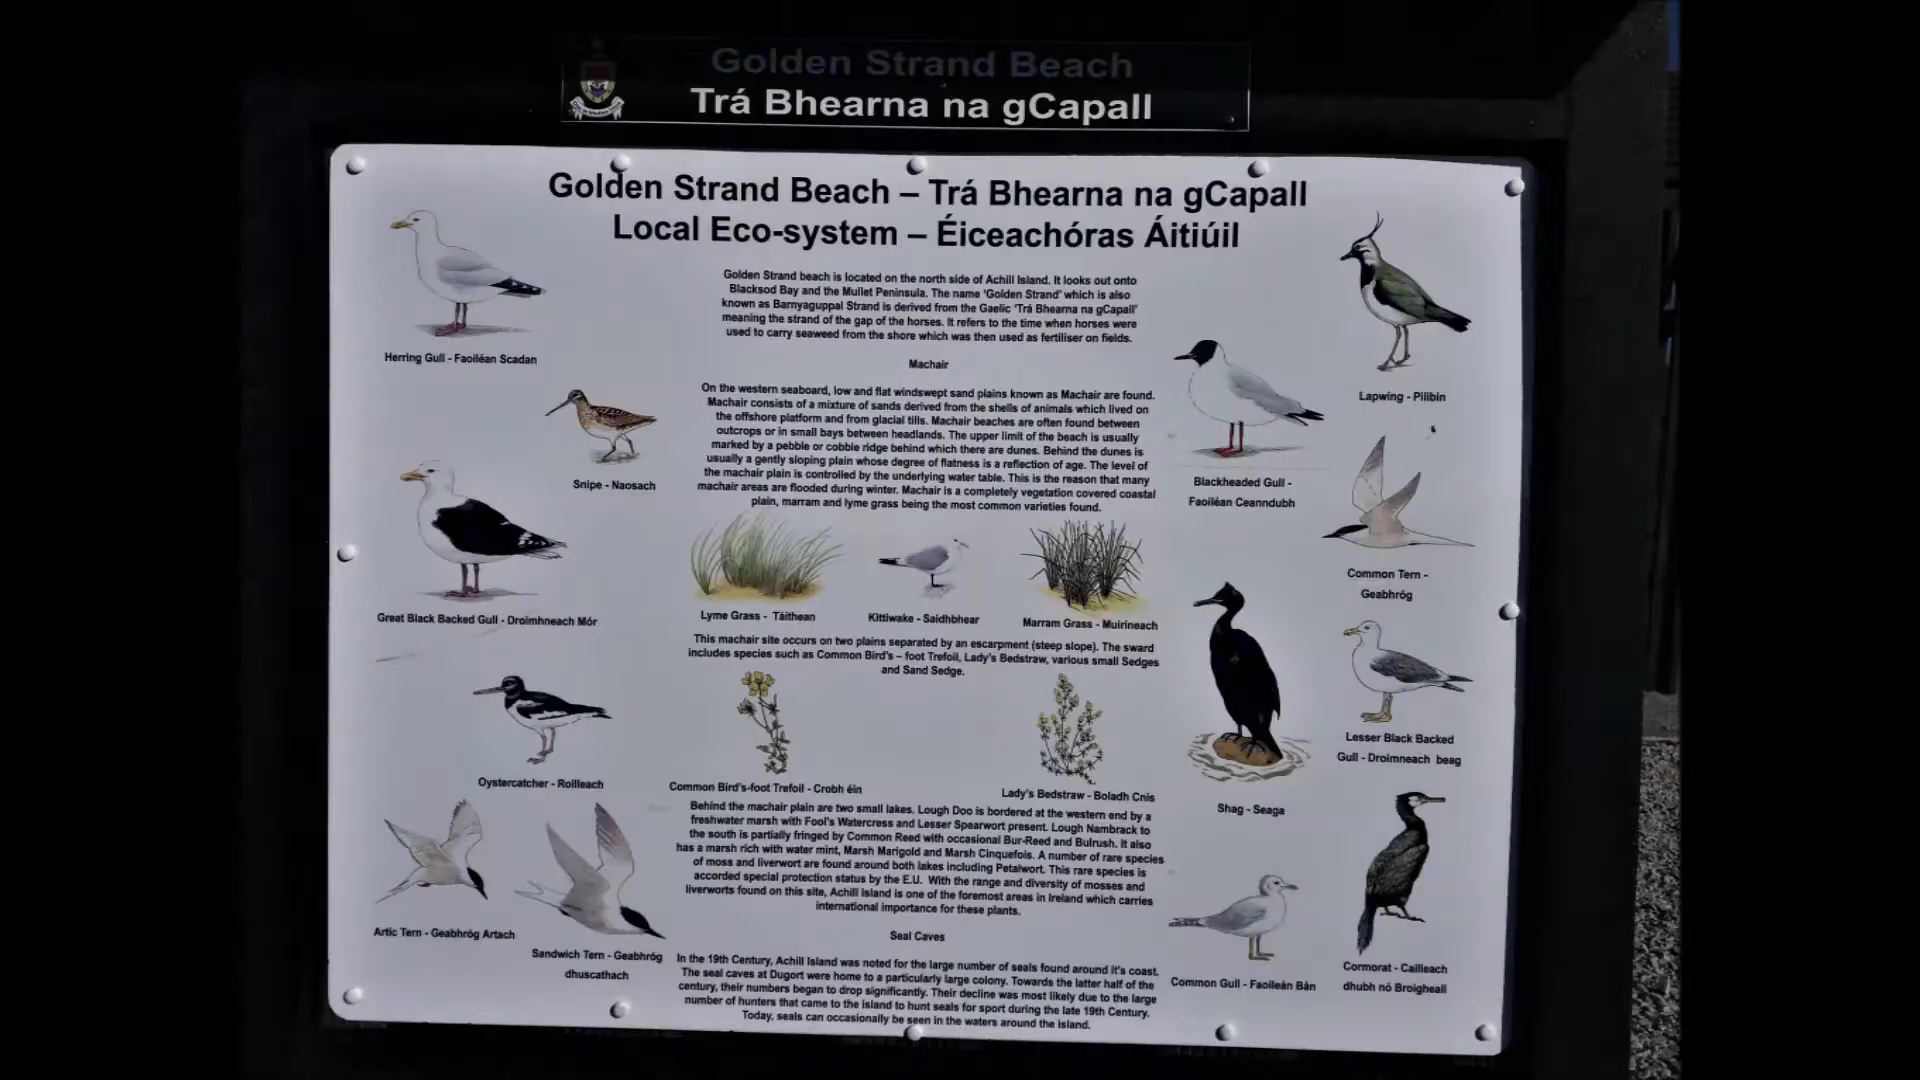 Golden Strand Beach
Trá Bhearna na gCapall
Golden Strand Beach – Trá Bhearna na gCapall
Local Eco-system – Éiceachóras Áitiúil
Golden Strand beach is located on the north side of Achill Island. It looks out onto
Blacksod Bay and the Mullet Peninsula. The name 'Golden Strand' which is also
known as Barnyaguppal Strand is derived from the Gaelic 'Trá Bhearna na gCapall'
meaning the strand of the gap of the horses. It refers to the time when horses were
used to carry seaweed from the shore which was then used as fertiliser on fields.
Machair
On the western seaboard, low and flat windswept sand plains known as Machair are found.
Machair consists of a mixture of sands derived from the shells of animals which lived on
the offshore platform and from glacial tills. Machair beaches are often found between
outcrops or in small bays between headlands. The upper limit of the beach is usually
marked by a pebble or cobble ridge behind which there are dunes. Behind the dunes is
usually a gently sloping plain whose degree of flatness is a reflection of age. The level of
the machair plain is controlled by the underlying water table. This is the reason that many
machair areas are flooded during winter. Machair is a completely vegetation covered coastal
plain, marram and lyme grass being the most common varieties found.
Lyme Grass - Táithean
Kittiwake - Saidhbhear
Marram Grass - Muirineach
This machair site occurs on two plains separated by an escarpment (steep slope). The sward
includes species such as Common Bird's – foot Trefoil, Lady's Bedstraw, various small Sedges
and Sand Sedge.
Common Bird's-foot Trefoil - Crobh éin
Lady's Bedstraw - Boladh Cnis
Behind the machair plain are two small lakes. Lough Doo is bordered at the western end by a
freshwater marsh with Fool's Watercress and Lesser Spearwort present. Lough Nambrack to
the south is partially fringed by Common Reed with occasional Bur-Reed and Bulrush. It also
has a marsh rich with water mint, Marsh Marigold and Marsh Cinquefois. A number of rare species
of moss and liverwort are found around both lakes including Petalwort. This rare species is
accorded special protection status by the E.U. With the range and diversity of mosses and
liverworts found on this site, Achill Island is one of the foremost areas in Ireland which carries
international importance for these plants.
Seal Caves
In the 19th Century, Achill Island was noted for the large number of seals found around it's coast.
The seal caves at Dugort were home to a particularly large colony. Towards the latter half of the
century, their numbers began to drop significantly. Their decline was most likely due to the large
number of hunters that came to the island to hunt seals for sport during the late 19th Century.
Today, seals can occasionally be seen in the waters around the island.
Herring Gull - Faoiléan Scadan
Snipe - Naosach
Great Black Backed Gull - Droimhneach Mór
Oystercatcher - Roilleach
Artic Tern - Geabhróg Artach
Sandwich Tern - Geabhróg
dhuscathach
Lapwing - Pilibin
Blackheaded Gull -
Faoiléan Ceanndubh
Common Tern -
Geabhróg
Lesser Black Backed
Gull - Droimneach beag
Shag - Seaga
Common Gull - Faoileán Bán
Cormorat - Cailleach
dhubh nó Broigheall